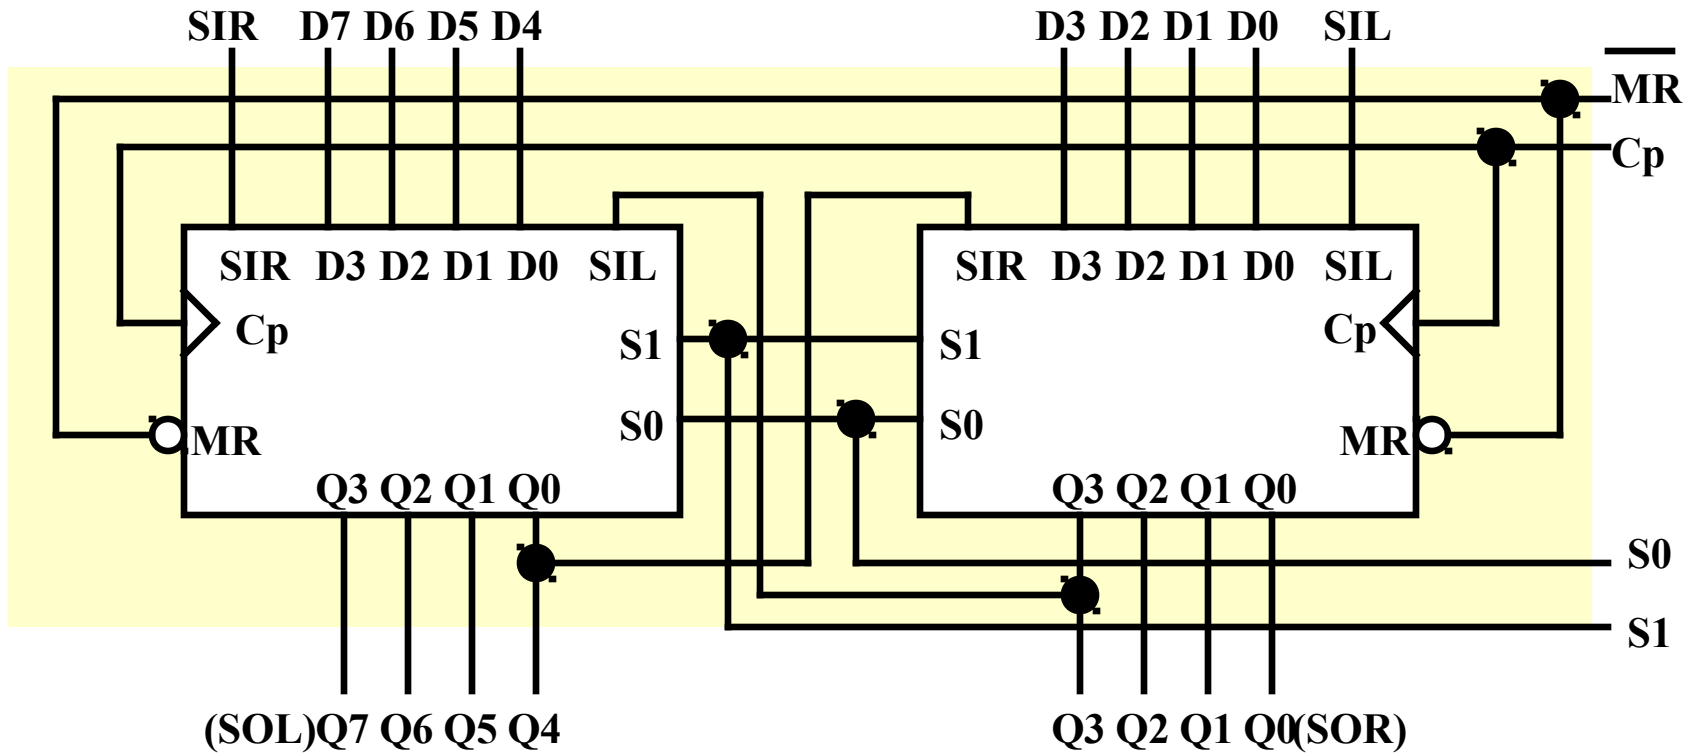 SIR D7 D6 D5 D4 D3 D2 D1 D0 SIL
MR
Cp
SIR D3 D2 D1 D0 SIL SIR D3 D2 D1 D0 SIL
Cp S1 S1 Cp
MR S0 S0 MR
Q3 Q2 Q1 Q0 Q3 Q2 Q1 Q0
S0
S1
(SOL)Q7 Q6 Q5 Q4 Q3 Q2 Q1 Q0(SOR)